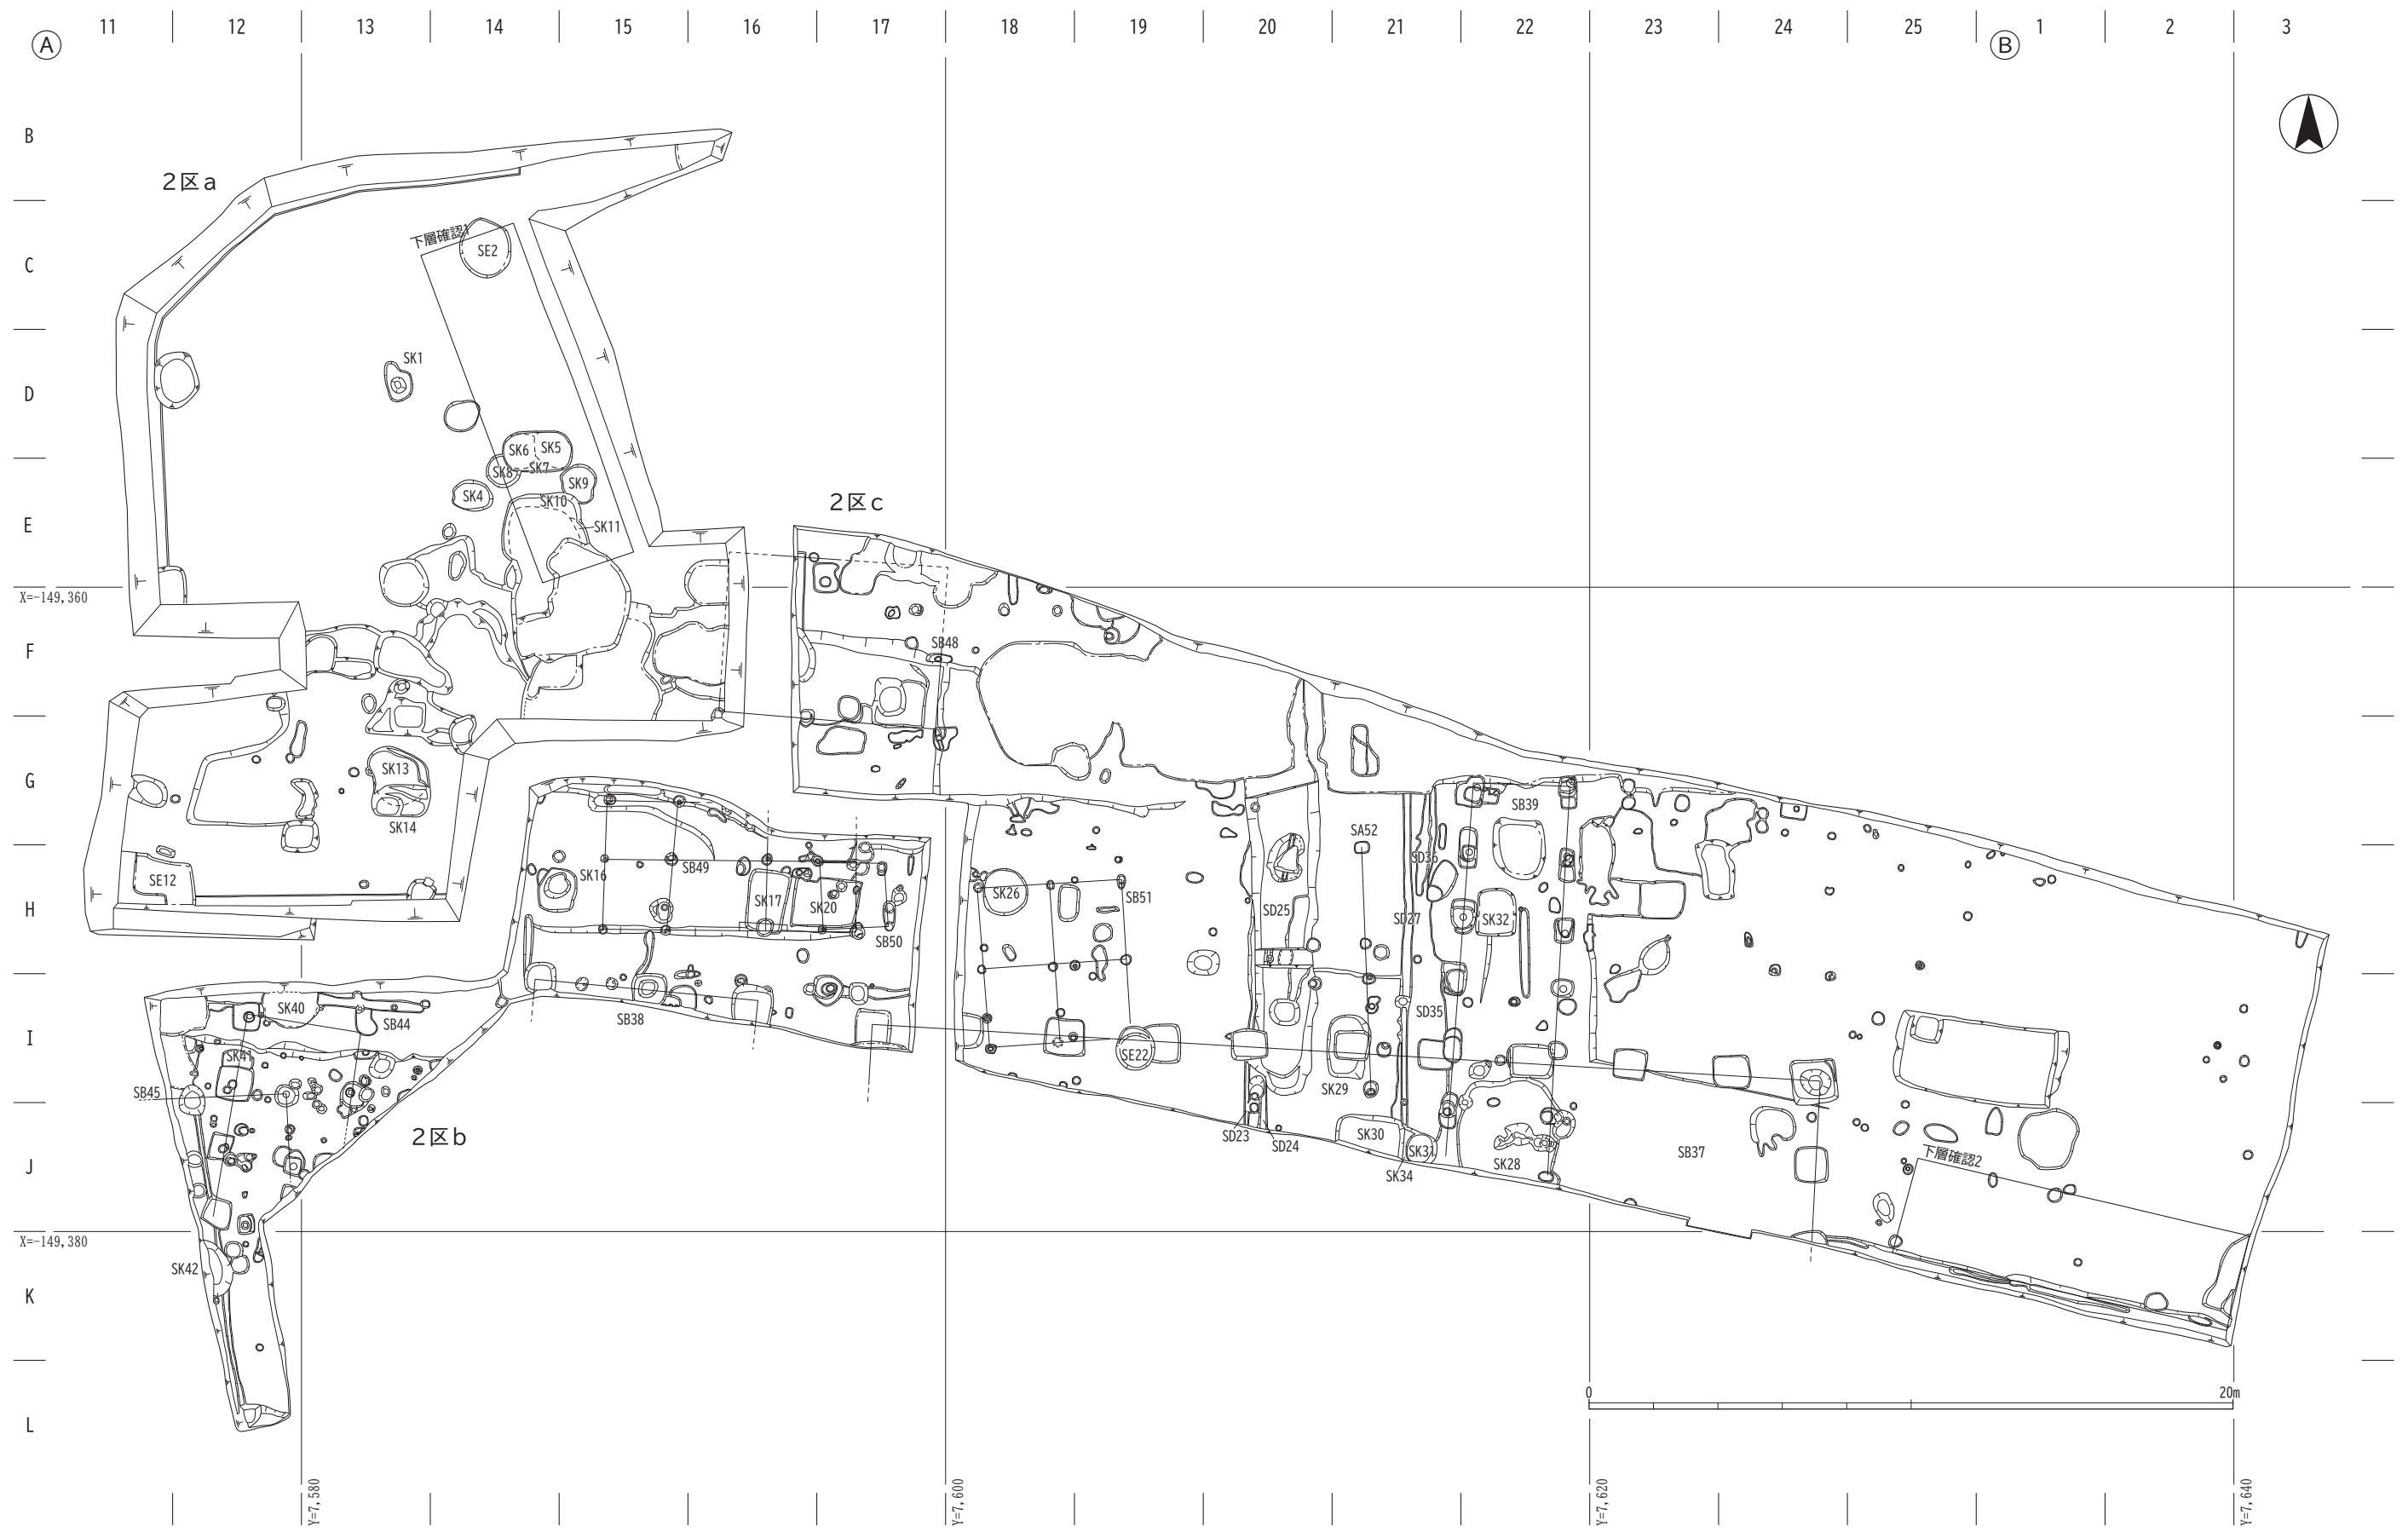 Ⓐ 11 12 13 14 15 16 17 18 19 20 21 22 23 24 25 Ⓑ 1 2 3
B
2区a
下層確認1
SE2
C
SK1
D
SK6 SK5
SK8 SK7
SK9
SK4
SK10
2区c
E
SK11
X=-149,360
F
SB48
G
SK13
SK14
SB39
SA52
SD36
SE12
SK16
SB49
SK17
SK20
SK26
SB51
H
SD25
SD27
SK32
SB50
SK40
SB44
SB38
SD35
I
SK41
SE22
SB45
SK29
2区b
SD23
SD24
SK30
SK31
SK34
SK28
J
SB37
下層確認2
X=-149,380
SK42
K
0 20m
L
Y=7,580
Y=7,600
Y=7,620
Y=7,640